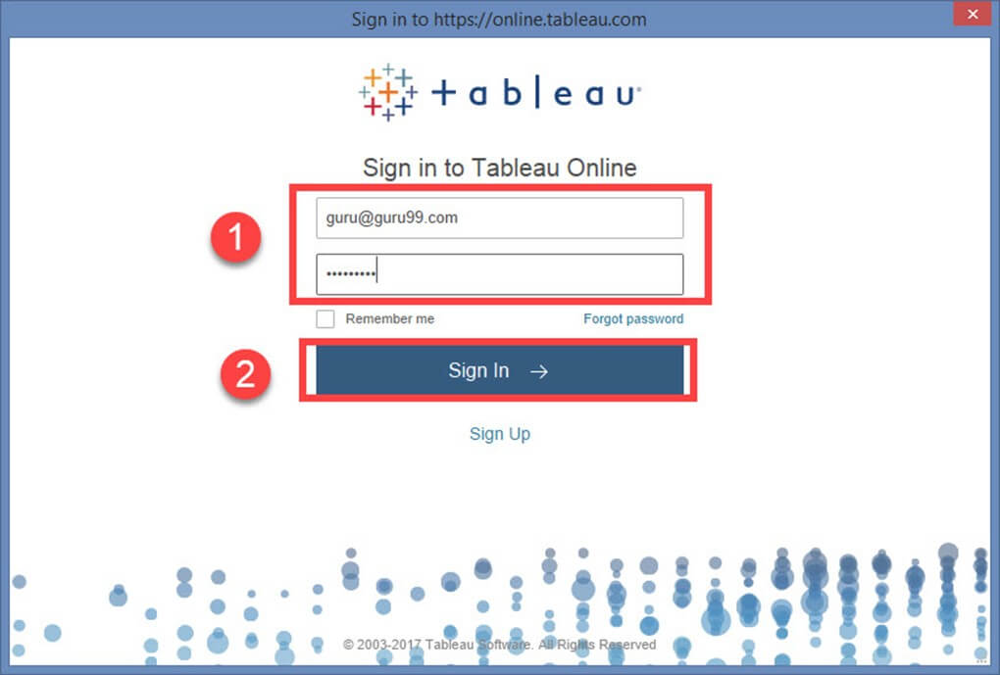 Sign in to https://online.tableau.com
+ a b l e a u
Sign in to Tableau Online
1
guru@guru99.com
•••••••••
Remember me
Forgot password
2
Sign In →
Sign Up
© 2003-2017 Tableau Software. All Rights Reserved